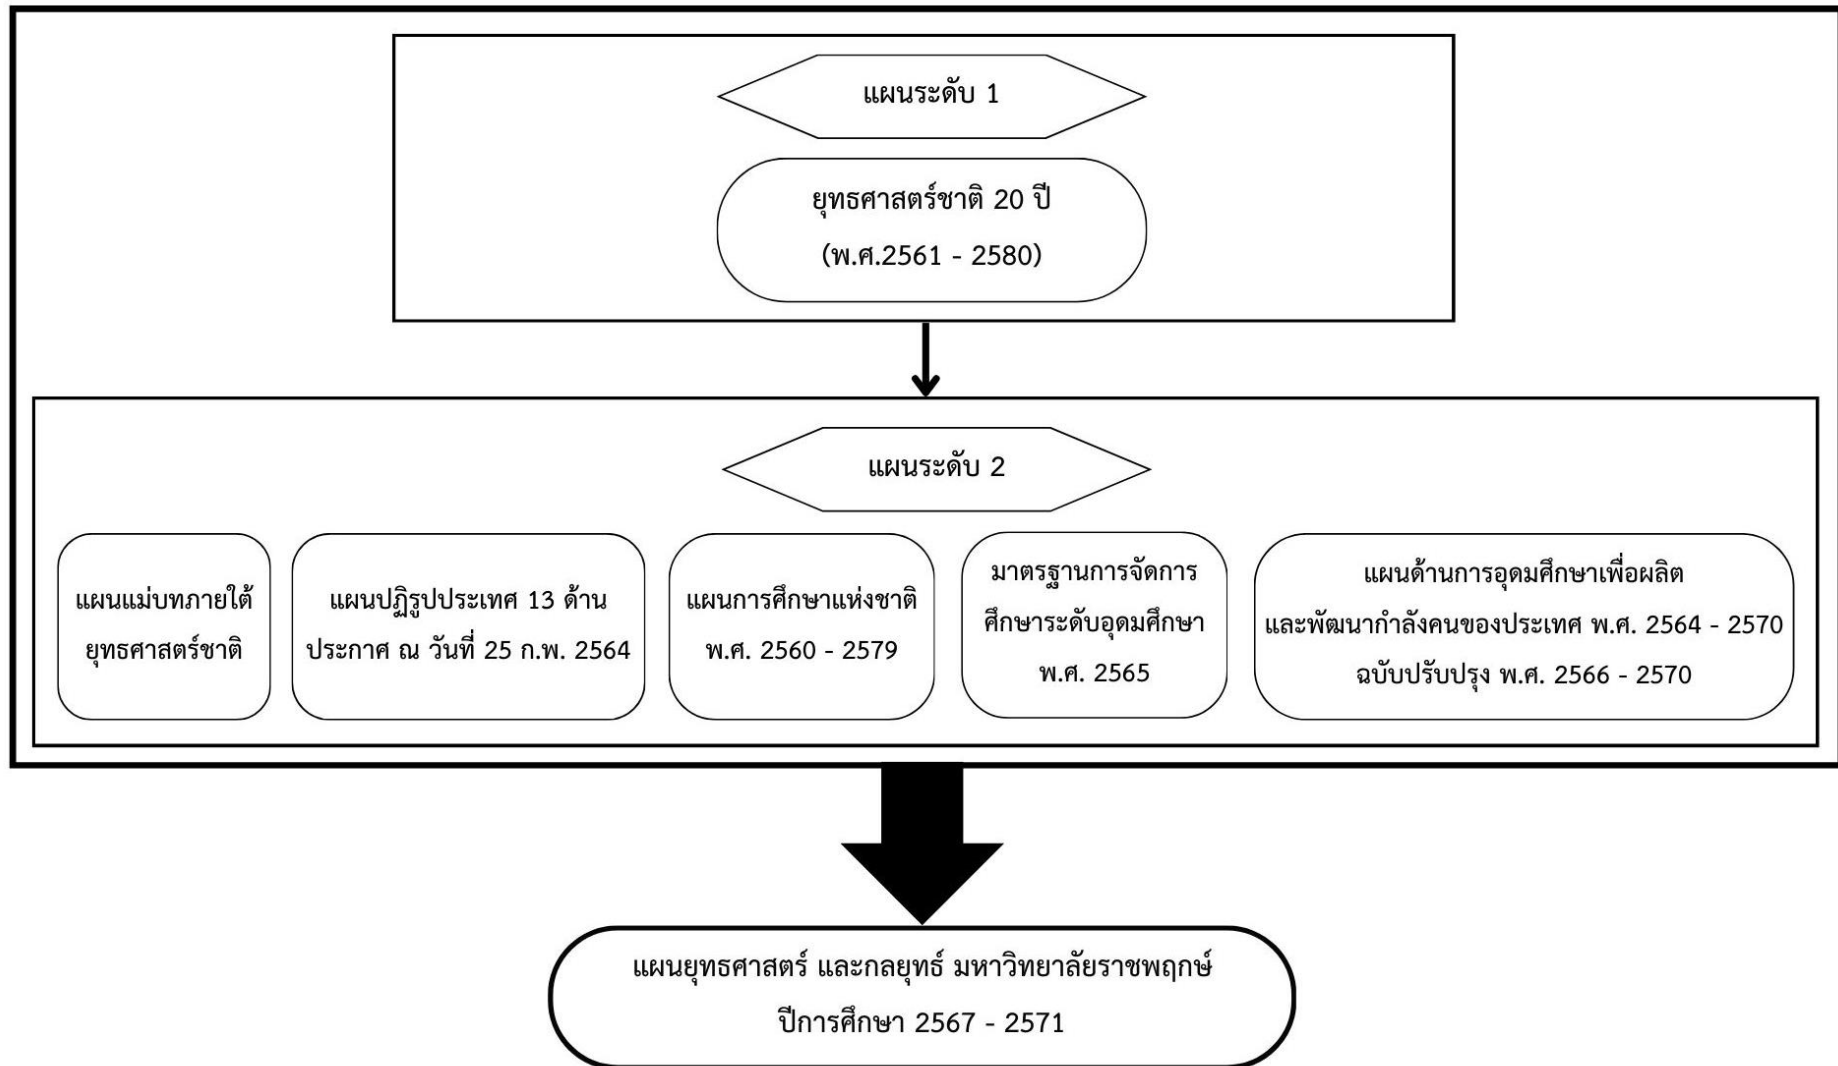 แผนระดับ 1
ยุทธศาสตร์ชาติ 20 ปี
(พ.ศ.2561 - 2580)
แผนระดับ 2
แผนแม่บทภายใต้
ยุทธศาสตร์ชาติ
แผนปฏิรูปประเทศ 13 ด้าน
ประกาศ ณ วันที่ 25 ก.พ. 2564
แผนการศึกษาแห่งชาติ
พ.ศ. 2560 - 2579
มาตรฐานการจัดการ
ศึกษาระดับอุดมศึกษา
พ.ศ. 2565
แผนด้านการอุดมศึกษาเพื่อผลิต
และพัฒนากำลังคนของประเทศ พ.ศ. 2564 - 2570
ฉบับปรับปรุง พ.ศ. 2566 - 2570
แผนยุทธศาสตร์ และกลยุทธ์ มหาวิทยาลัยราชพฤกษ์
ปีการศึกษา 2567 - 2571